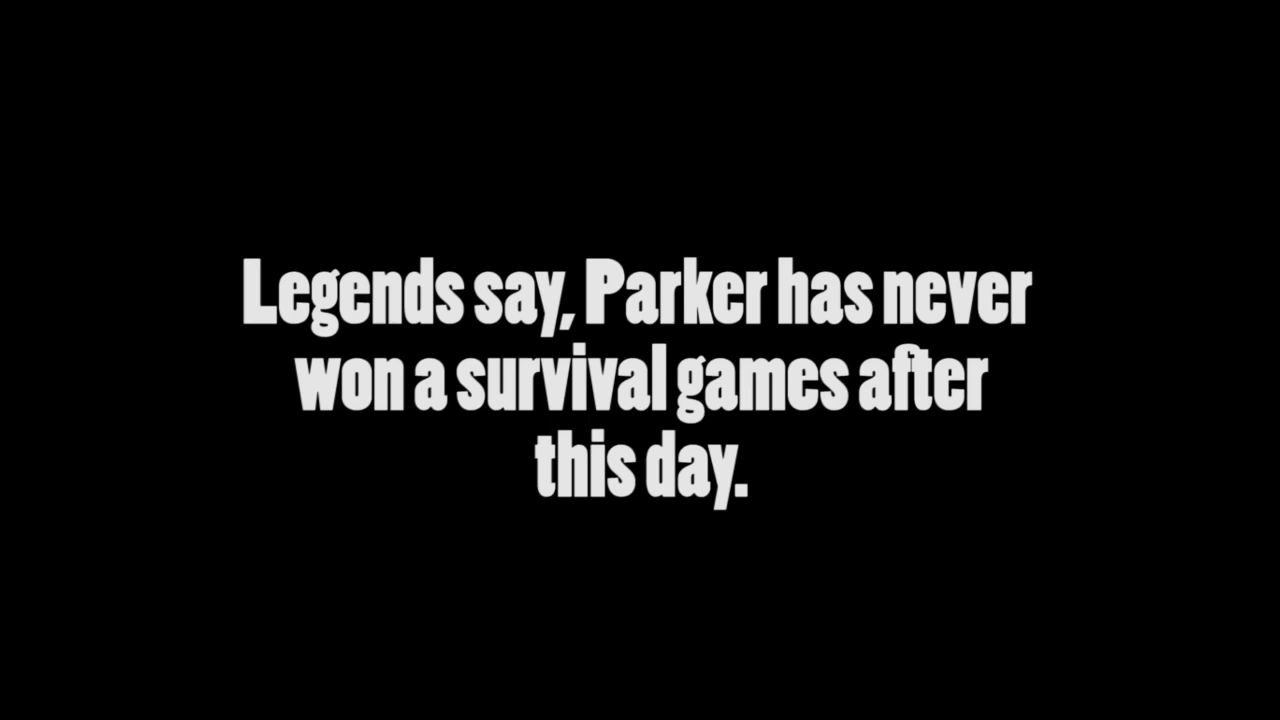 Legends say, Parker has never
won a survival games after
this day.